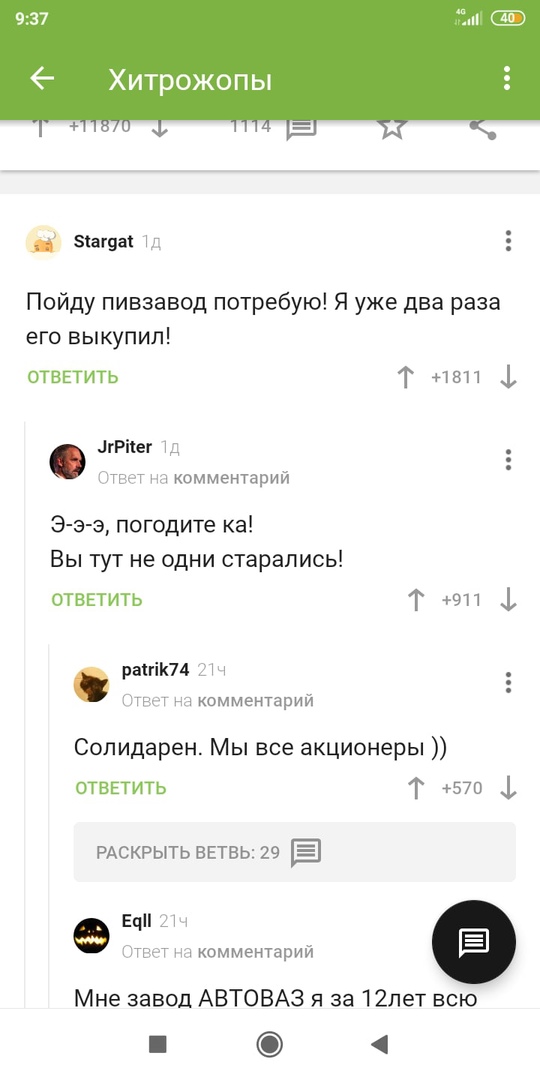 9:37
4G
40
Хитрожопы
+11870
1114
Stargat 1д
Пойду пивзавод потребую! Я уже два раза
его выкупил!
ОТВЕТИТЬ
+1811
JrPiter 1д
Ответ на комментарий
Э-э-э, погодите ка!
Вы тут не одни старались!
ОТВЕТИТЬ
+911
patrik74 21ч
Ответ на комментарий
Солидарен. Мы все акционеры ))
ОТВЕТИТЬ
+570
РАСКРЫТЬ ВЕТВЬ: 29
Eqll 21ч
Ответ на комментарий
Мне завод АВТОВАЗ я за 12лет всю